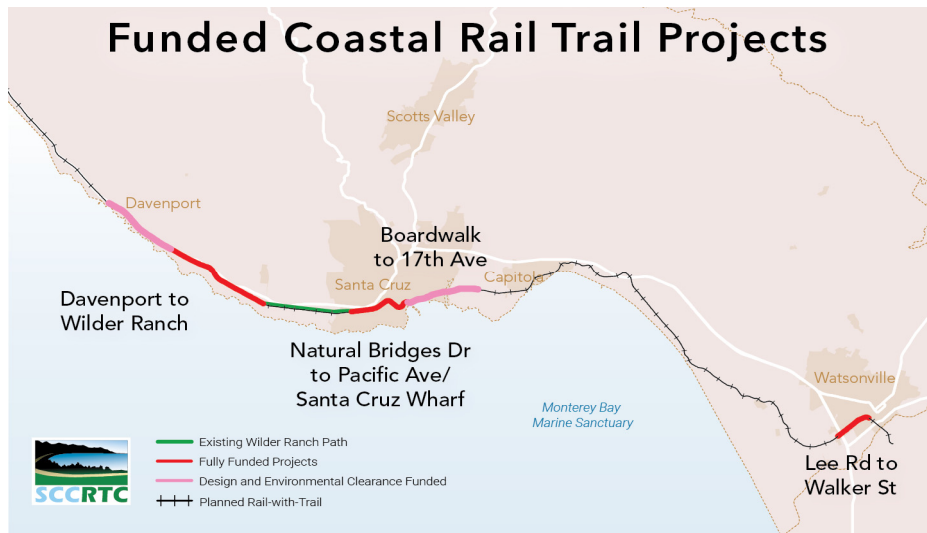 Funded Coastal Rail Trail Projects
Scotts Valley
Davenport
Boardwalk
to 17th Ave
Capitola
Santa Cruz
Davenport to
Wilder Ranch
Natural Bridges Dr
to Pacific Ave/
Santa Cruz Wharf
Watsonville
Monterey Bay
Marine Sanctuary
Lee Rd to
Walker St
SCCRTC
Existing Wilder Ranch Path
Fully Funded Projects
Design and Environmental Clearance Funded
Planned Rail-with-Trail